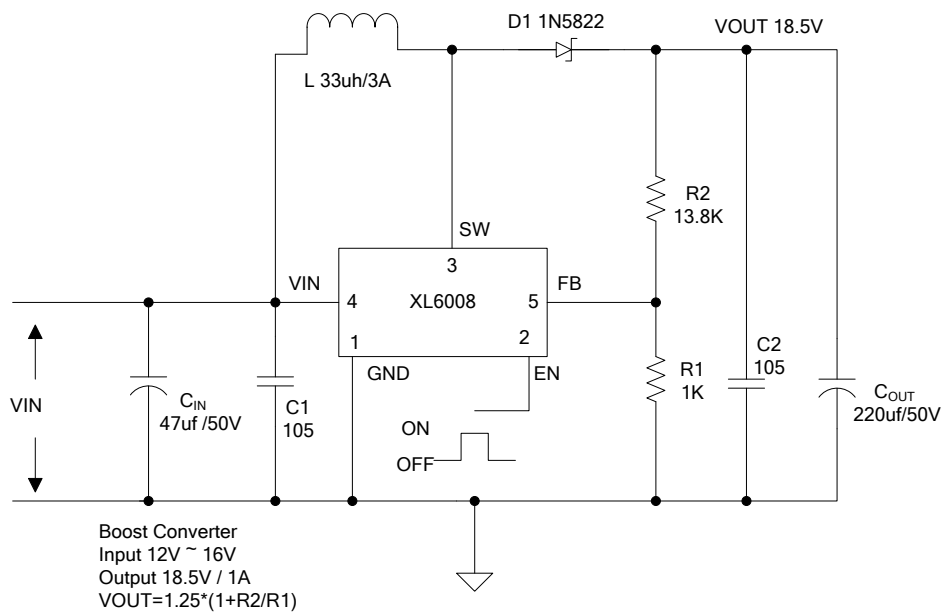 D1 1N5822
VOUT 18.5V
L 33uh/3A
R2
13.8K
SW
3
VIN
FB
4
XL6008
5
1
2
GND
EN
R1
1K
C2
105
VIN
CIN
47uf /50V
C1
105
ON
OFF
COUT
220uf/50V
Boost Converter
Input 12V ~ 16V
Output 18.5V / 1A
VOUT=1.25*(1+R2/R1)